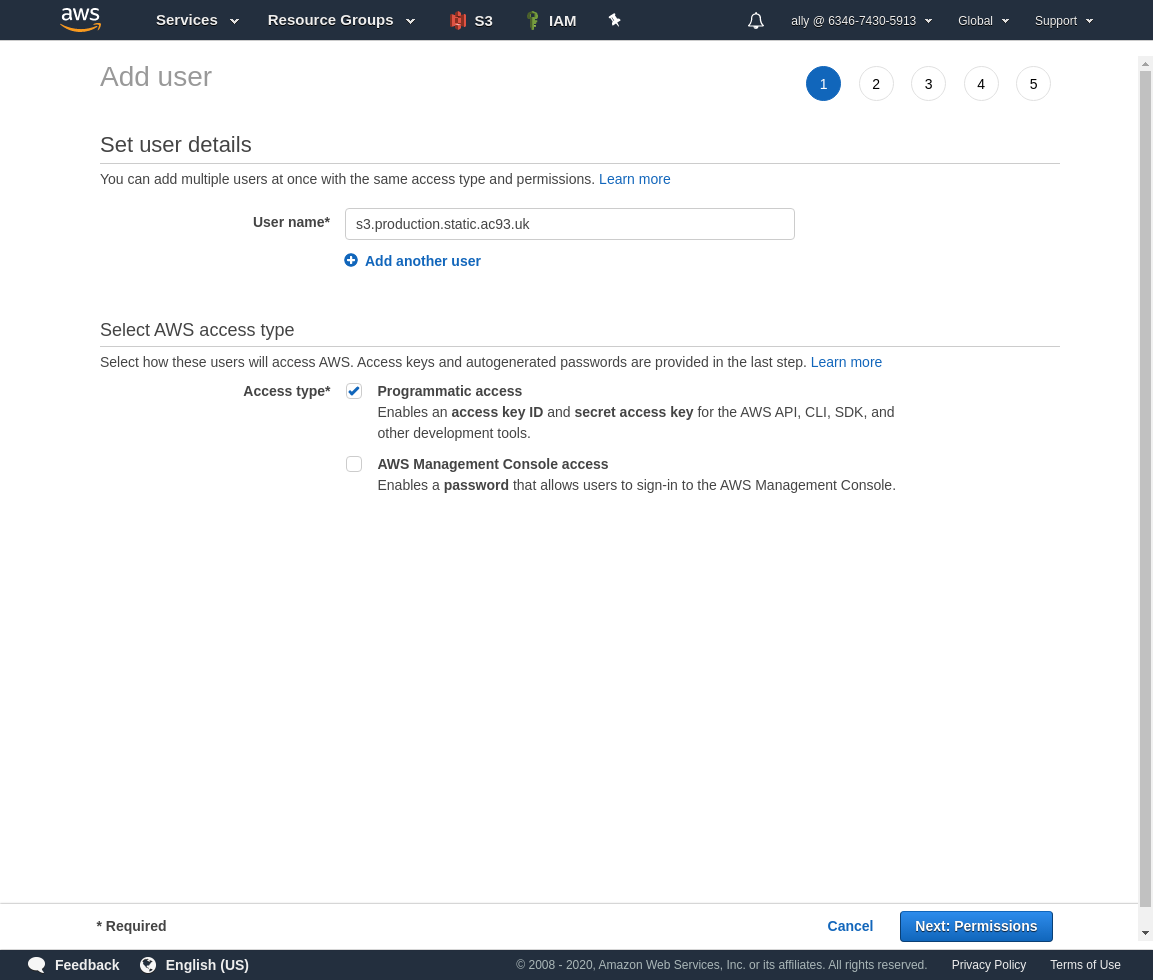 aws Services Resource Groups S3 IAM ally @ 6346-7430-5913 Global Support
Add user 1 2 3 4 5
Set user details
You can add multiple users at once with the same access type and permissions. Learn more
User name* s3.production.static.ac93.uk
Add another user
Select AWS access type
Select how these users will access AWS. Access keys and autogenerated passwords are provided in the last step. Learn more
Access type* Programmatic access
Enables an access key ID and secret access key for the AWS API, CLI, SDK, and
other development tools.
AWS Management Console access
Enables a password that allows users to sign-in to the AWS Management Console.
* Required Cancel Next: Permissions
Feedback English (US) © 2008 - 2020, Amazon Web Services, Inc. or its affiliates. All rights reserved. Privacy Policy Terms of Use